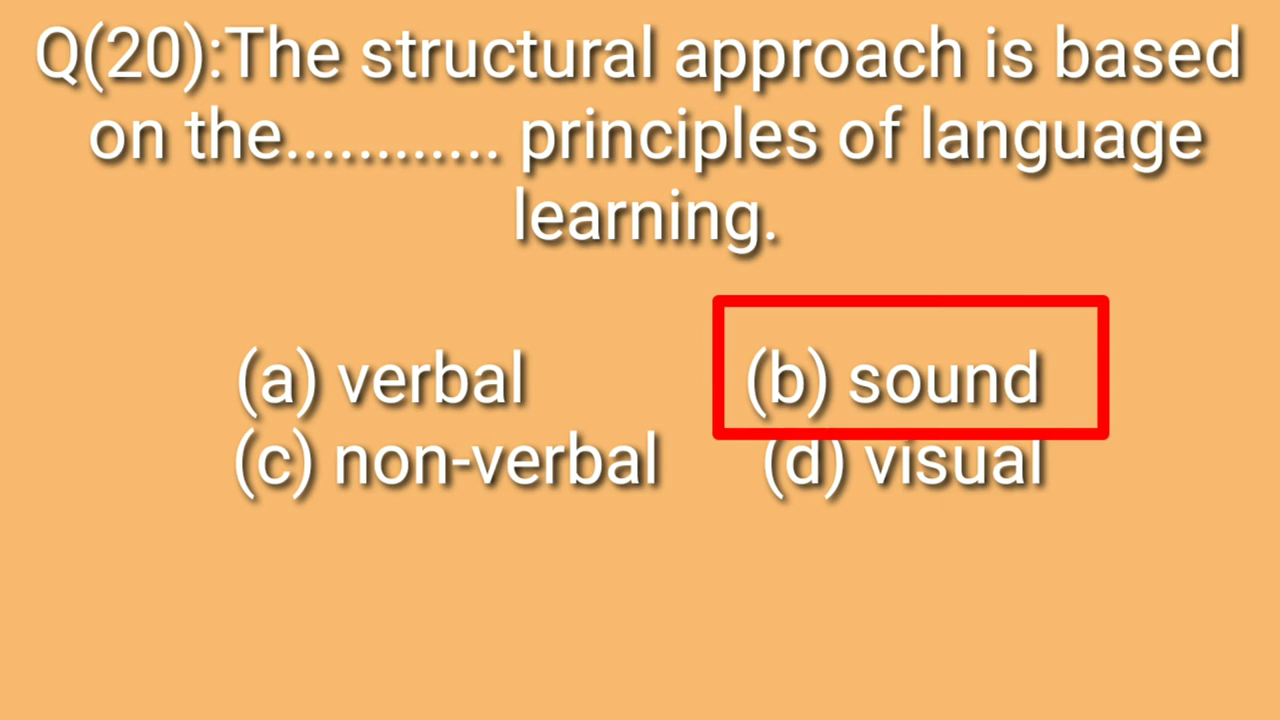 Q(20):The structural approach is based
on the............ principles of language
learning.
(a) verbal (b) sound
(c) non-verbal (d) visual